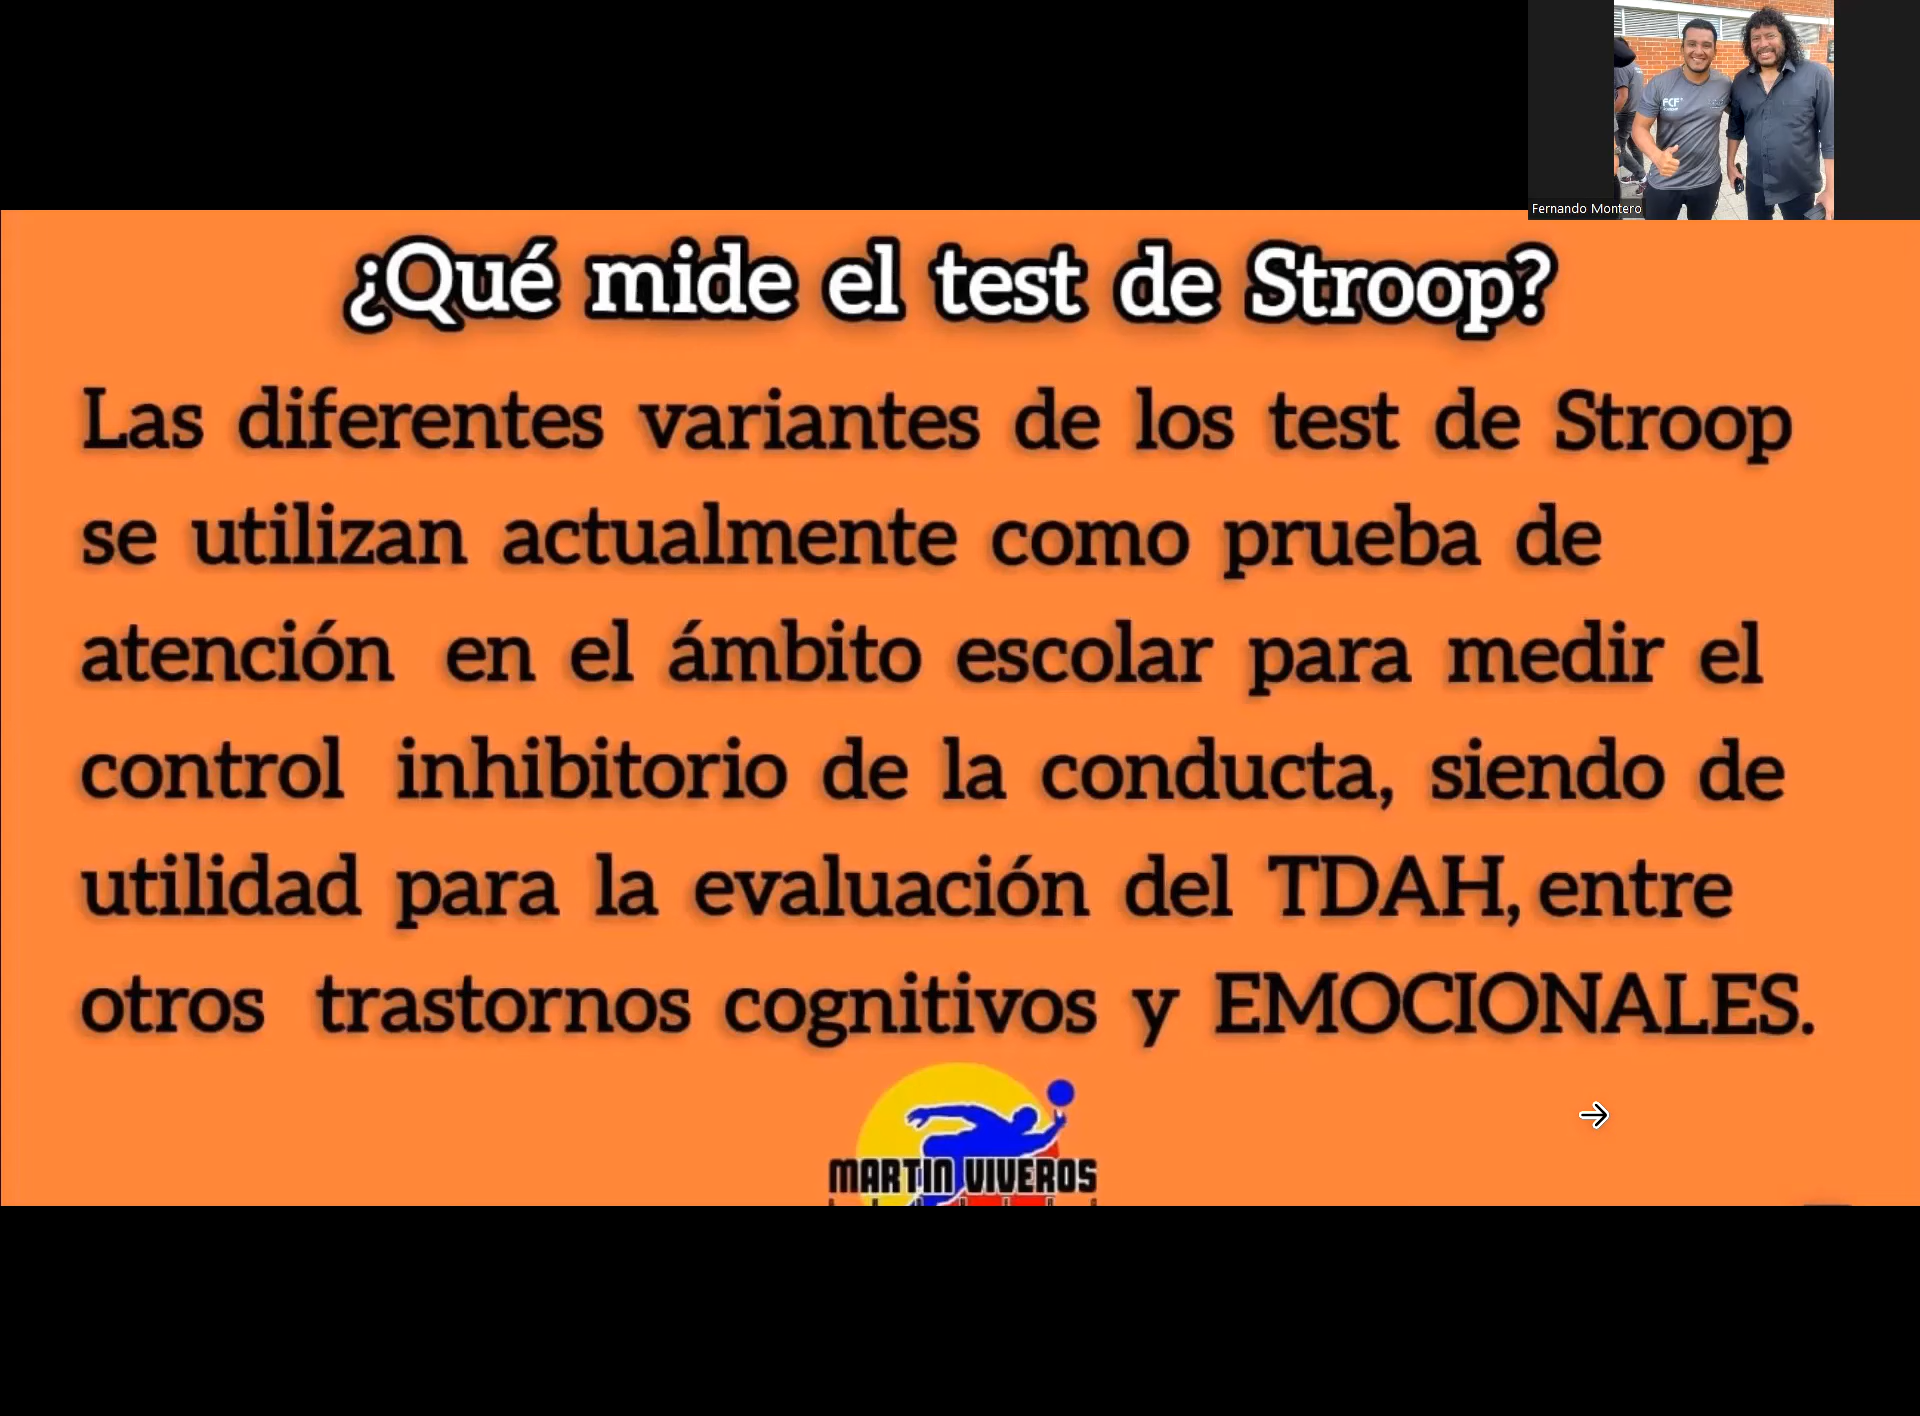 FCF
Fernando Montero
¿Qué mide el test de Stroop?
Las diferentes variantes de los test de Stroop
se utilizan actualmente como prueba de
atención en el ámbito escolar para medir el
control inhibitorio de la conducta, siendo de
utilidad para la evaluación del TDAH, entre
otros trastornos cognitivos y EMOCIONALES.
MARTIN VIVEROS